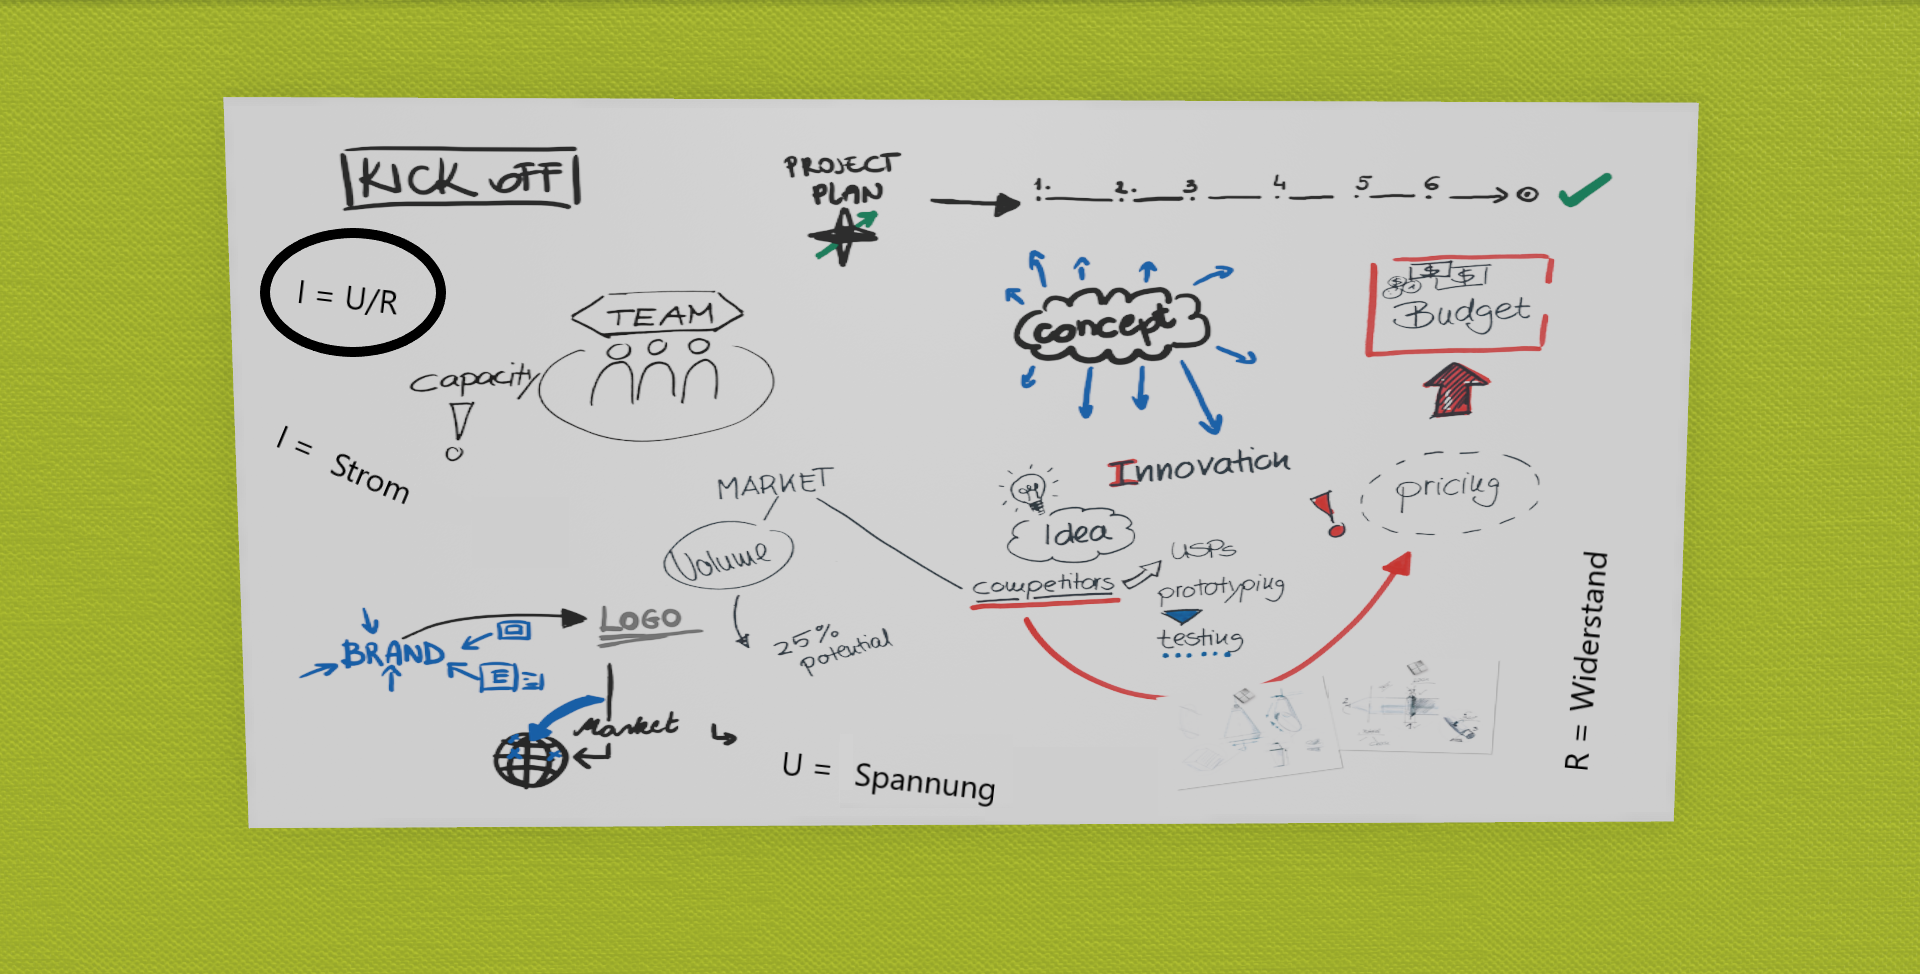 KICK OFF
PROJECT
PLAN
1. 2. 3 4 5 6
I = U/R
TEAM
Capacity
!
concept
$ $
Budget
I = Strom
MARKET
Innovation
pricing
!
Volume
Idea
USPs
competitors
prototyping
testing
25%
potential
LOGO
BRAND
E
Market
U = Spannung
R = Widerstand